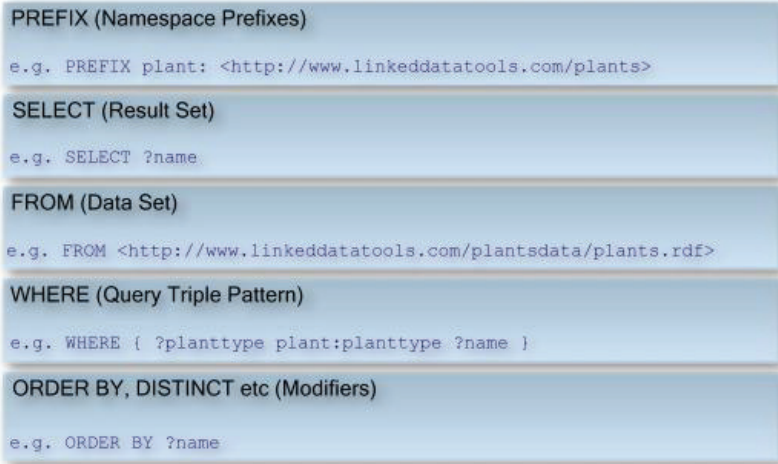 PREFIX (Namespace Prefixes)
e.g. PREFIX plant: <http://www.linkeddatatools.com/plants>
SELECT (Result Set)
e.g. SELECT ?name
FROM (Data Set)
e.g. FROM <http://www.linkeddatatools.com/plantsdata/plants.rdf>
WHERE (Query Triple Pattern)
e.g. WHERE { ?planttype plant:planttype ?name }
ORDER BY, DISTINCT etc (Modifiers)
e.g. ORDER BY ?name